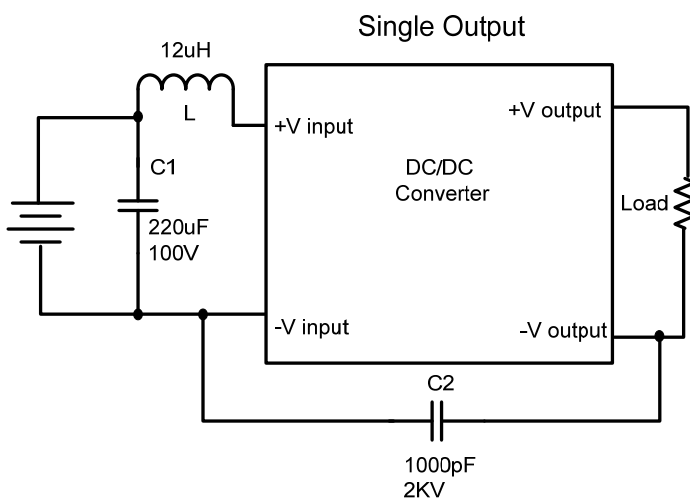 Single Output
12uH
L
+V input
+V output
C1
DC/DC
Converter
Load
220uF
100V
-V input
-V output
C2
1000pF
2KV